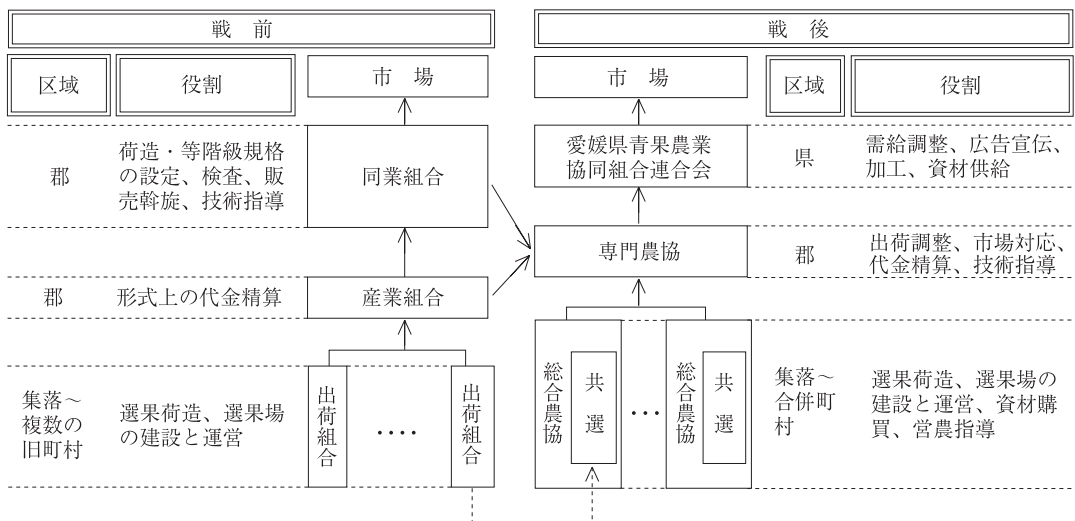 戦 前
区域
役割
市 場
郡
荷造・等階級規格
の設定、検査、販
売斡旋、技術指導
同業組合
郡
形式上の代金精算
産業組合
集落～
複数の
旧町村
選果荷造、選果場
の建設と運営
出荷組合
‥‥
出荷組合
戦 後
市 場
区域
役割
愛媛県青果農業
協同組合連合会
県
需給調整、広告宣伝、
加工、資材供給
専門農協
郡
出荷調整、市場対応、
代金精算、技術指導
総合農協
共選
…
総合農協
共選
集落～
合併町
村
選果荷造、選果場の
建設と運営、資材購
買、営農指導